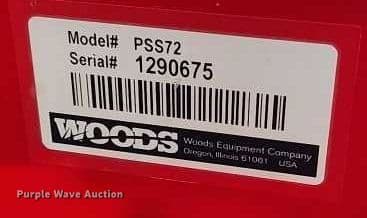 Model# PSS72
Serial# 1290675
WOODS
Woods Equipment Company
Oregon, Illinois 61061 USA
Purple Wave Auction